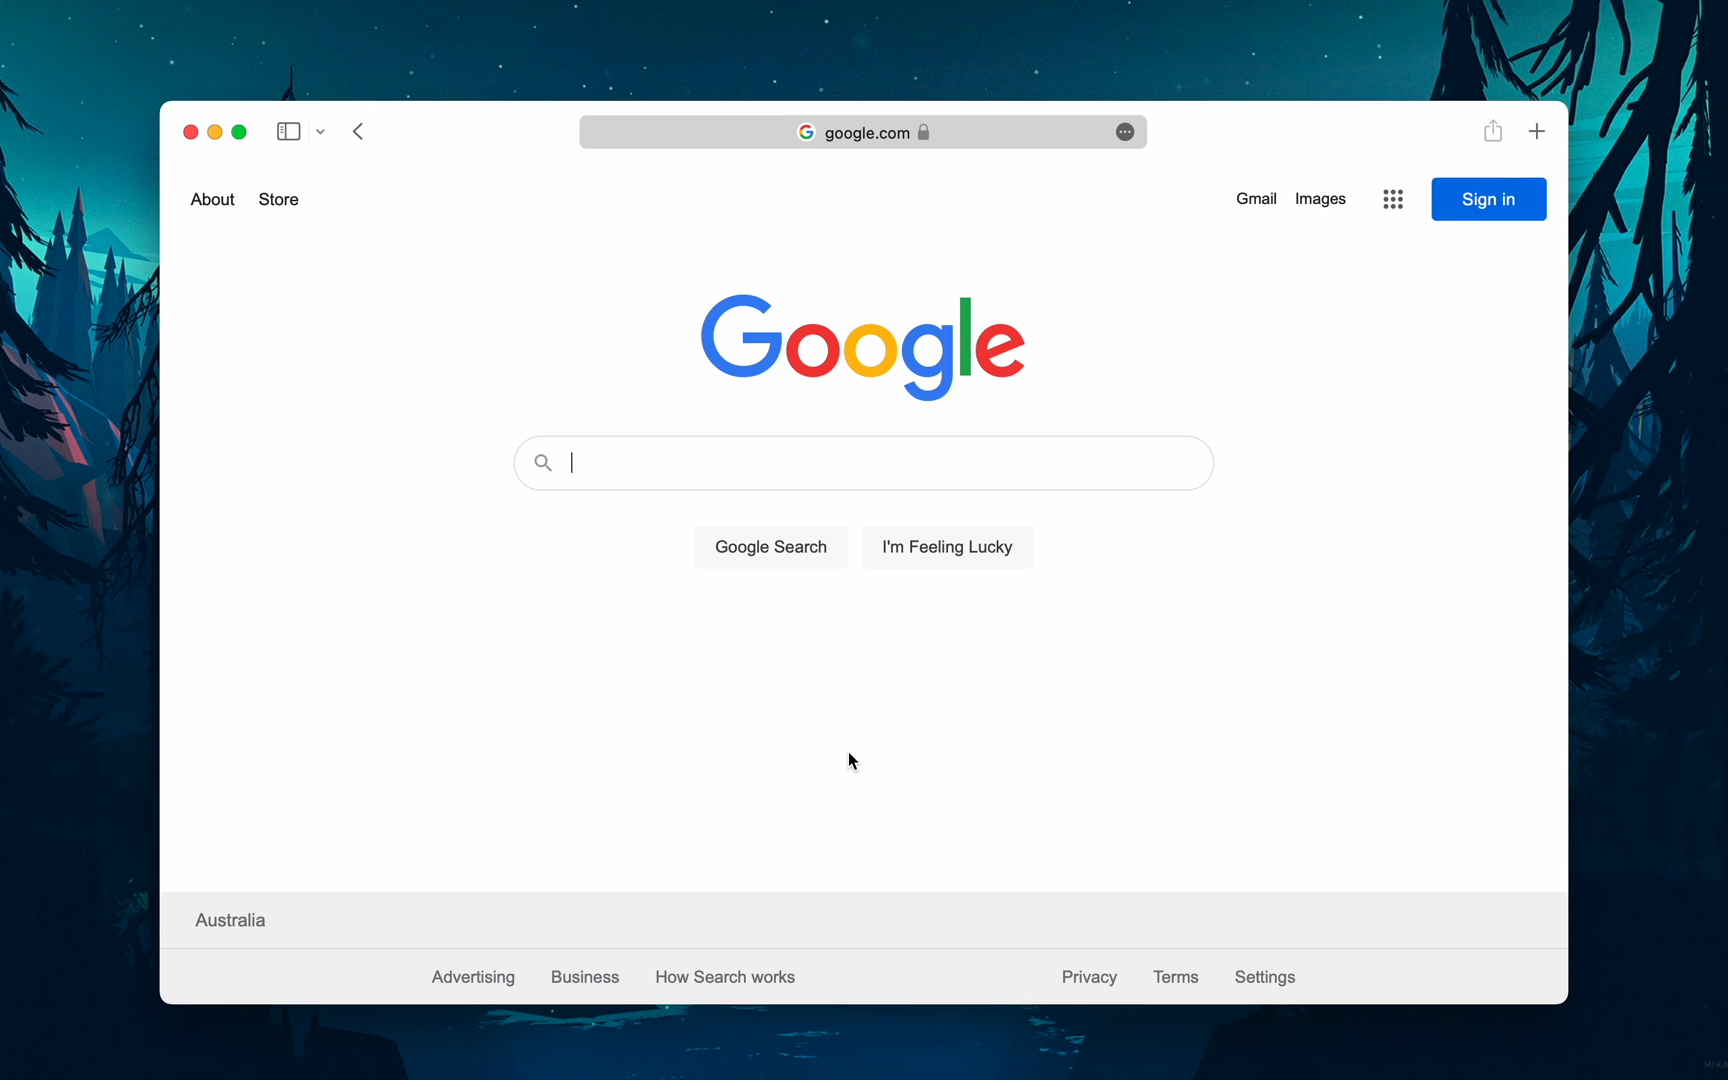 google.com
About Store Gmail Images Sign in
Google
Google Search I'm Feeling Lucky
Australia
Advertising Business How Search works Privacy Terms Settings